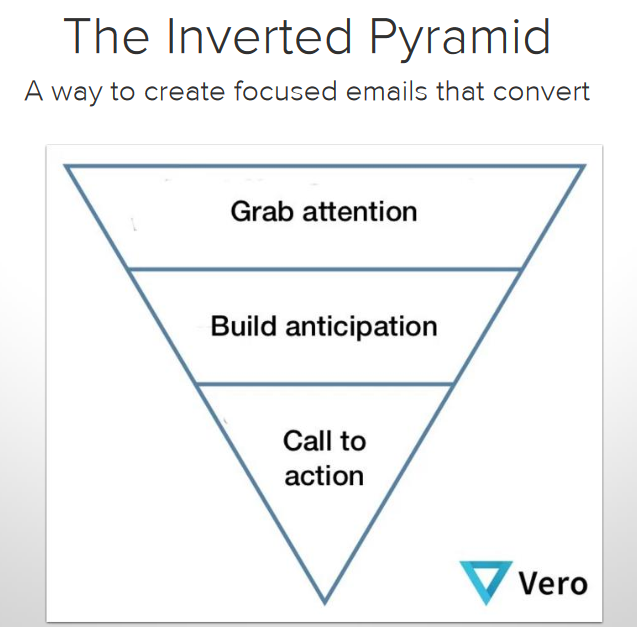 The Inverted Pyramid
A way to create focused emails that convert
Grab attention
Build anticipation
Call to
action
Vero